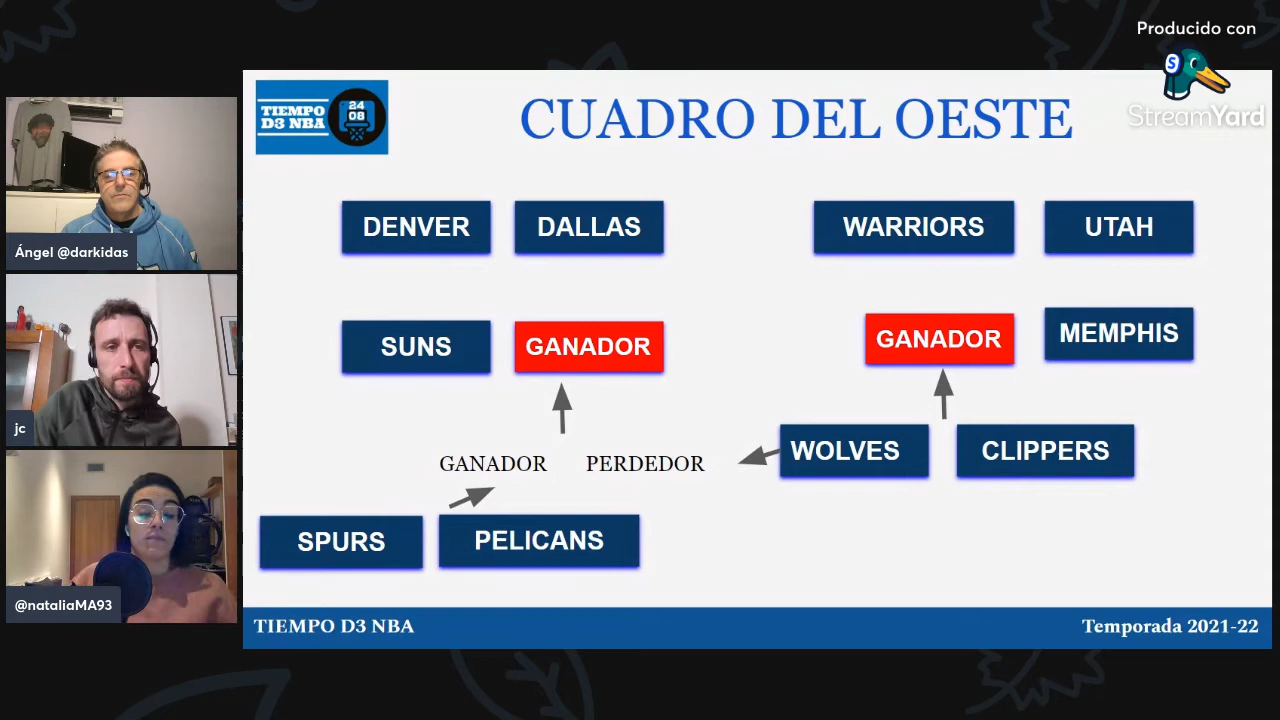 Producido con
StreamYard
TIEMPO
D3 NBA
24
08
CUADRO DEL OESTE
DENVER
DALLAS
WARRIORS
UTAH
SUNS
GANADOR
GANADOR
MEMPHIS
WOLVES
CLIPPERS
GANADOR
PERDEDOR
SPURS
PELICANS
TIEMPO D3 NBA
Temporada 2021-22
Ángel @darkidas
jc
@nataliaMA93